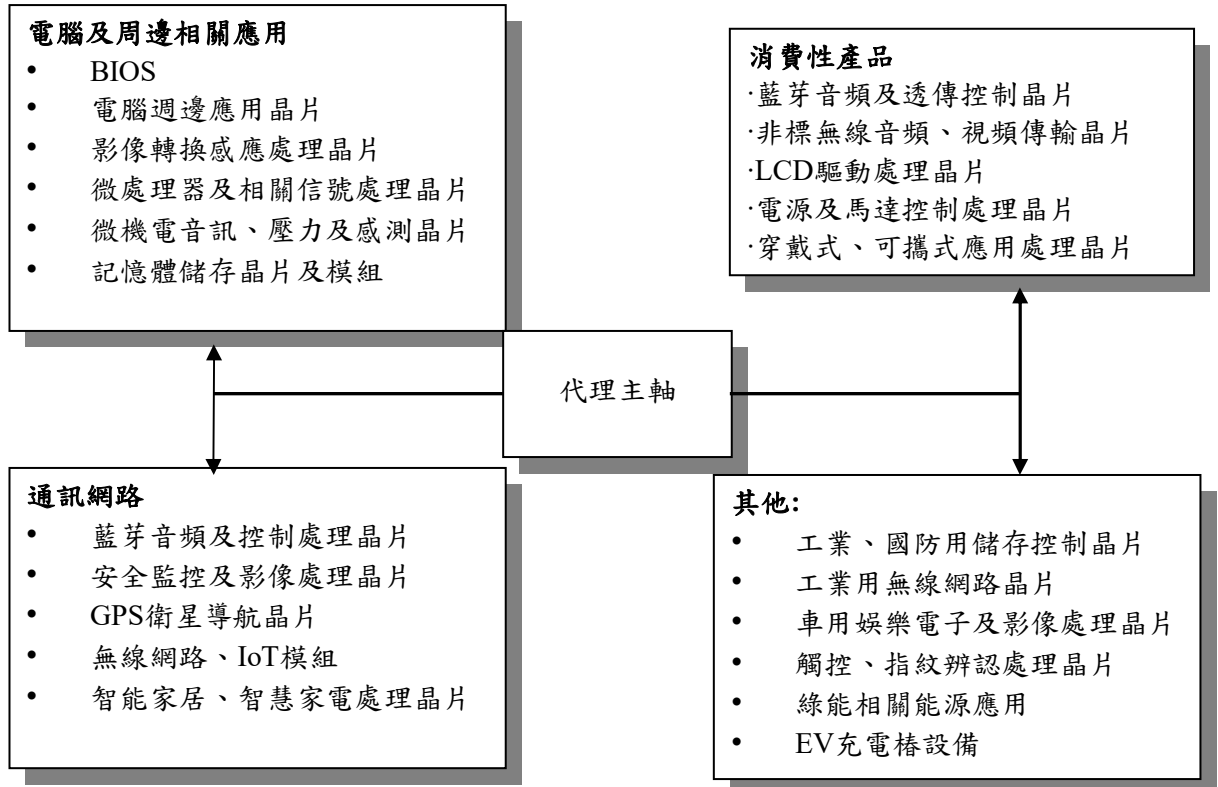 電腦及周邊相關應用
• BIOS
• 電腦週邊應用晶片
• 影像轉換感應處理晶片
• 微處理器及相關信號處理晶片
• 微機電音訊、壓力及感測晶片
• 記憶體儲存晶片及模組
消費性產品
·藍芽音頻及透傳控制晶片
·非標無線音頻、視頻傳輸晶片
·LCD驅動處理晶片
·電源及馬達控制處理晶片
·穿戴式、可攜式應用處理晶片
代理主軸
通訊網路
• 藍芽音頻及控制處理晶片
• 安全監控及影像處理晶片
• GPS衛星導航晶片
• 無線網路、IoT模組
• 智能家居、智慧家電處理晶片
其他:
• 工業、國防用儲存控制晶片
• 工業用無線網路晶片
• 車用娛樂電子及影像處理晶片
• 觸控、指紋辨認處理晶片
• 綠能相關能源應用
• EV充電樁設備